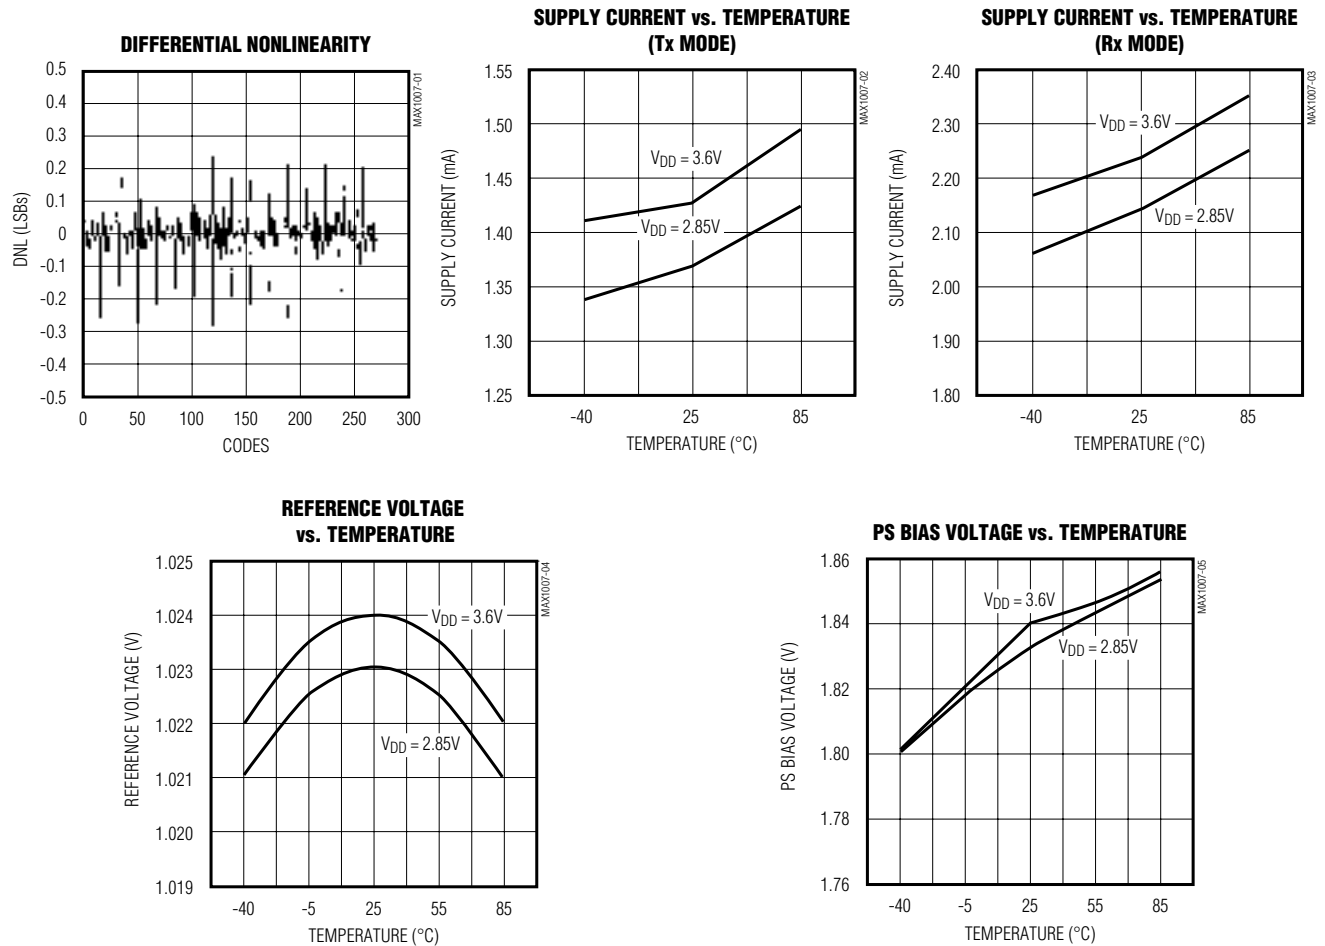 DIFFERENTIAL NONLINEARITY
0.5
0.4
0.3
0.2
0.1
0
-0.1
-0.2
-0.3
-0.4
-0.5
DNL (LSBs)
0 50 100 150 200 250 300
CODES
MAX1007-01
SUPPLY CURRENT vs. TEMPERATURE
(Tx MODE)
1.55
1.50
1.45
1.40
1.35
1.30
1.25
SUPPLY CURRENT (mA)
VDD = 3.6V
VDD = 2.85V
-40 25 85
TEMPERATURE (°C)
MAX1007-02
SUPPLY CURRENT vs. TEMPERATURE
(Rx MODE)
2.40
2.30
2.20
2.10
2.00
1.90
1.80
SUPPLY CURRENT (mA)
VDD = 3.6V
VDD = 2.85V
-40 25 85
TEMPERATURE (°C)
MAX1007-03
REFERENCE VOLTAGE
vs. TEMPERATURE
1.025
1.024
1.023
1.022
1.021
1.020
1.019
REFERENCE VOLTAGE (V)
VDD = 3.6V
VDD = 2.85V
-40 -5 25 55 85
TEMPERATURE (°C)
MAX1007-04
PS BIAS VOLTAGE vs. TEMPERATURE
1.86
1.84
1.82
1.80
1.78
1.76
PS BIAS VOLTAGE (V)
VDD = 3.6V
VDD = 2.85V
-40 -5 25 55 85
TEMPERATURE (°C)
MAX1007-05